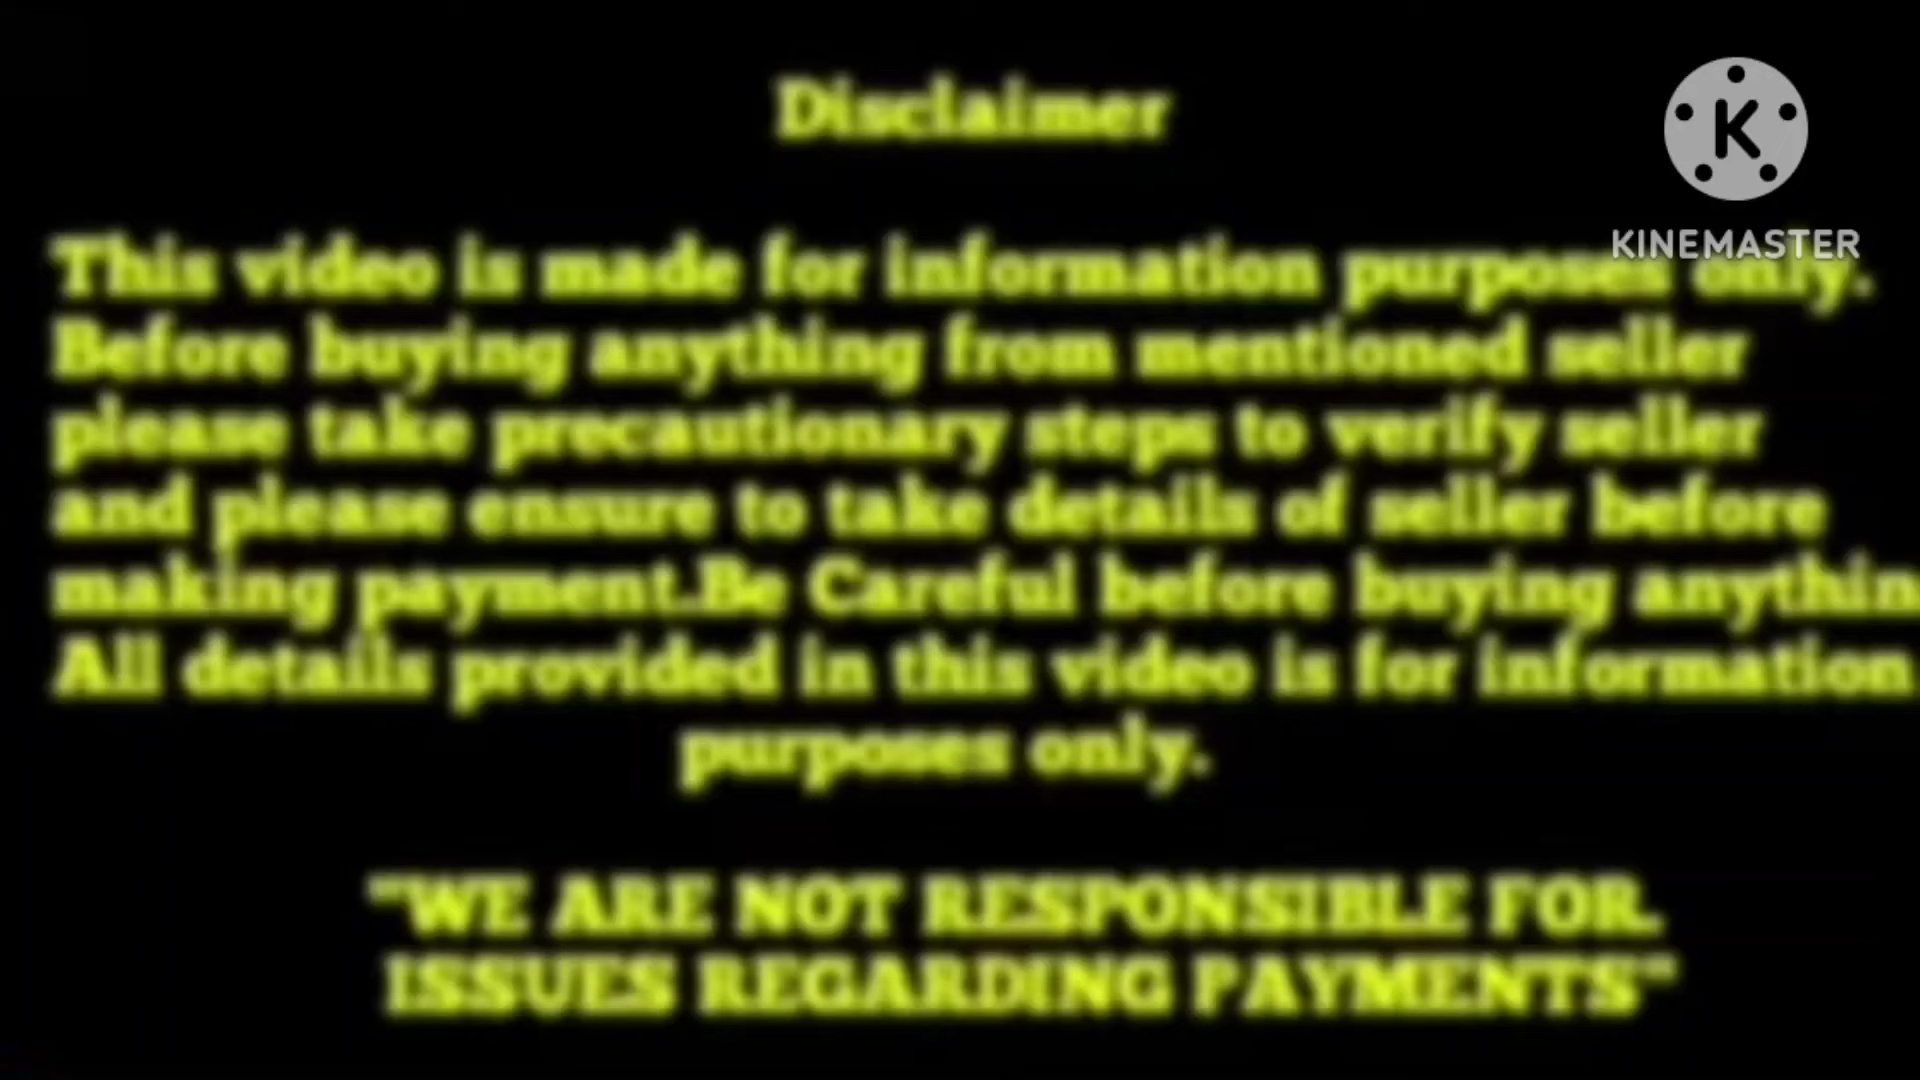 Disclaimer
KINEMASTER
This video is made for information purposes only.
Before buying anything from mentioned seller
please take precautionary steps to verify seller
and please ensure to take details of seller before
making payment.Be Careful before buying anythin
All details provided in this video is for information
purposes only.
"WE ARE NOT RESPONSIBLE FOR.
ISSUES REGARDING PAYMENTS"